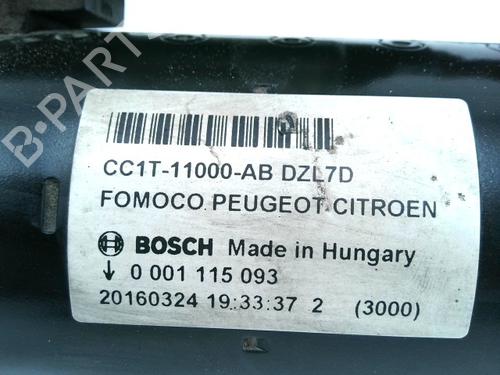 B-PARTS
CC1T-11000-AB DZL7D
FOMOCO PEUGEOT CITROEN
BOSCH Made in Hungary
↓ 0 001 115 093
20160324 19:33:37 2 (3000)